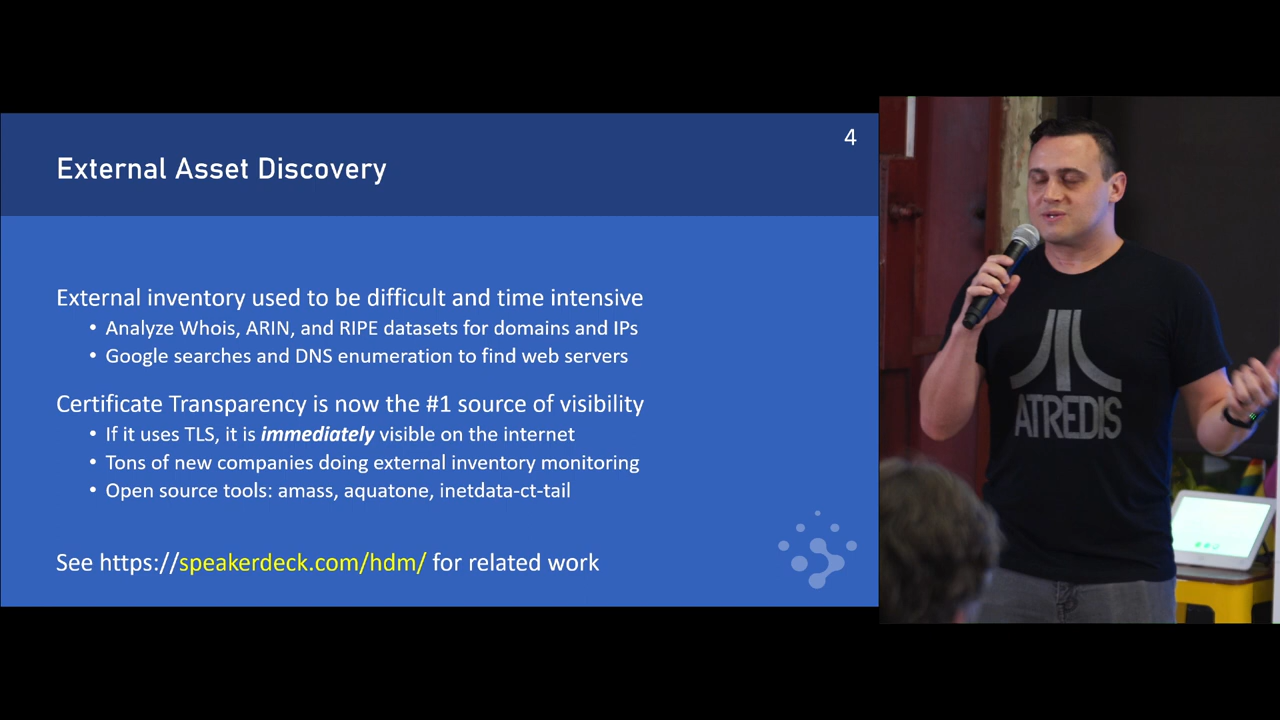 4
External Asset Discovery
External inventory used to be difficult and time intensive
• Analyze Whois, ARIN, and RIPE datasets for domains and IPs
• Google searches and DNS enumeration to find web servers
Certificate Transparency is now the #1 source of visibility
• If it uses TLS, it is immediately visible on the internet
• Tons of new companies doing external inventory monitoring
• Open source tools: amass, aquatone, inetdata-ct-tail
See https://speakerdeck.com/hdm/ for related work
ATREDIS